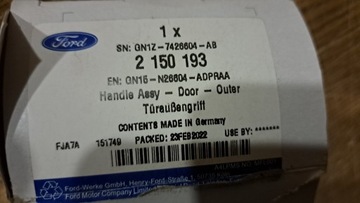 1 x
Ford
SN: GN1Z-7426604-AB
2 150 193
EN: GN15-N26604-ADPRAA
Handle Assy - Door - Outer
Türaußengriff
CONTENTS MADE IN Germany
FJA7A 151749 PACKED: 23FEB2022 USE BY: *******
Ford-Werke GmbH, Henry-Ford-Straße 1,
Ford Motor Company Limited,